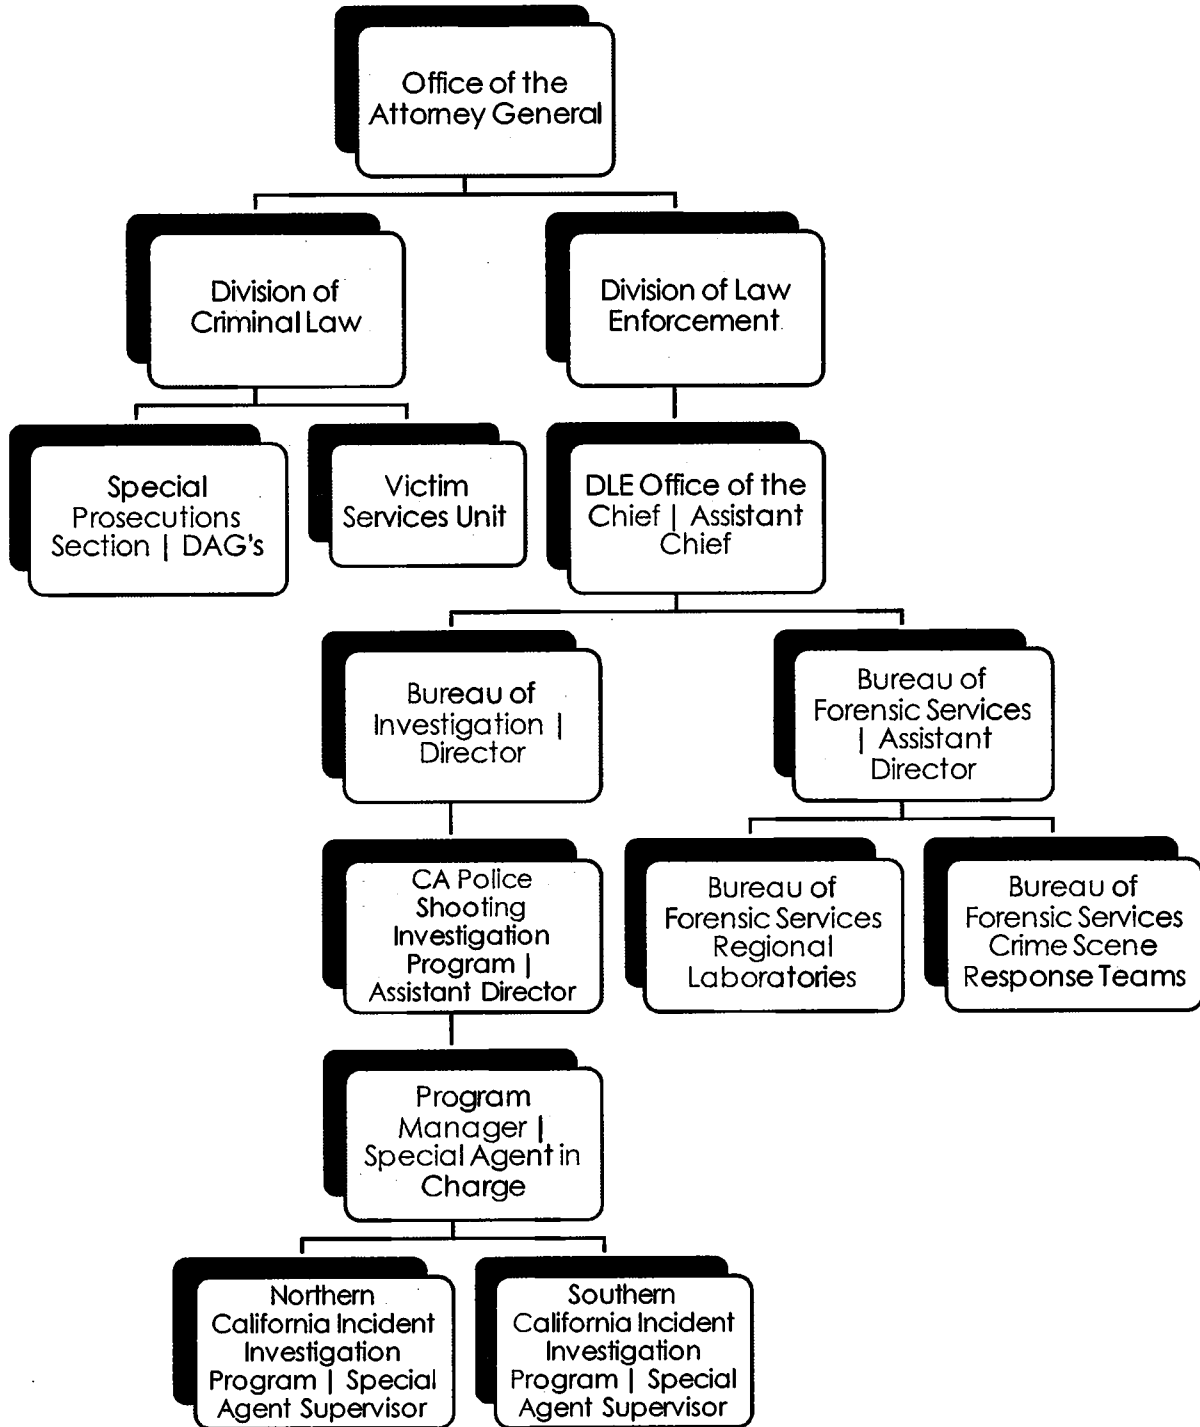 Office of the
Attorney General
Division of
Criminal Law
Division of Law
Enforcement
Special
Prosecutions
Section | DAG's
Victim
Services Unit
DLE Office of the
Chief | Assistant
Chief
Bureau of
Investigation |
Director
Bureau of
Forensic Services
| Assistant
Director
CA Police
Shooting
Investigation
Program |
Assistant Director
Bureau of
Forensic Services
Regional
Laboratories
Bureau of
Forensic Services
Crime Scene
Response Teams
Program
Manager |
Special Agent in
Charge
Northern
California Incident
Investigation
Program | Special
Agent Supervisor
Southern
California Incident
Investigation
Program | Special
Agent Supervisor